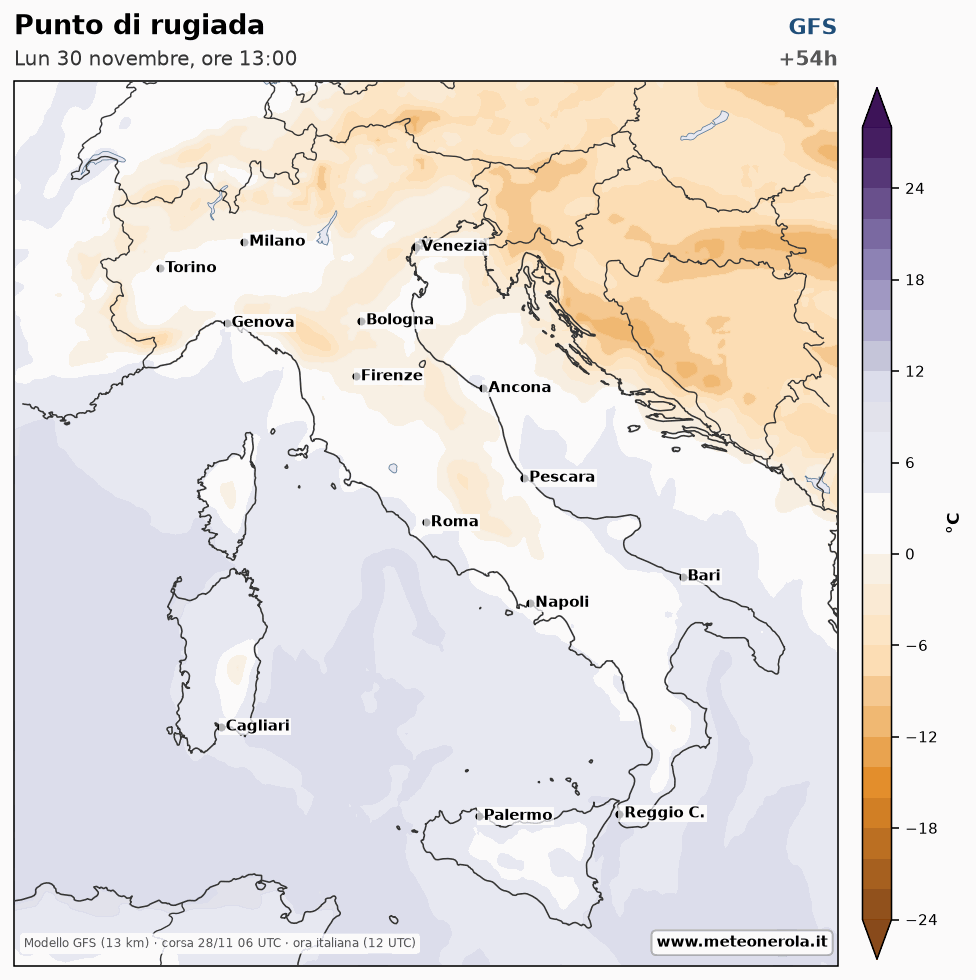 Punto di rugiada
GFS
Lun 30 novembre, ore 13:00
+54h
Milano
Torino
Venezia
Genova
Bologna
Firenze
Ancona
Pescara
Roma
Bari
Napoli
Cagliari
Palermo
Reggio C.
24
18
12
6
0
−6
−12
−18
−24
°C
Modello GFS (13 km) · corsa 28/11 06 UTC · ora italiana (12 UTC)
www.meteonerola.it